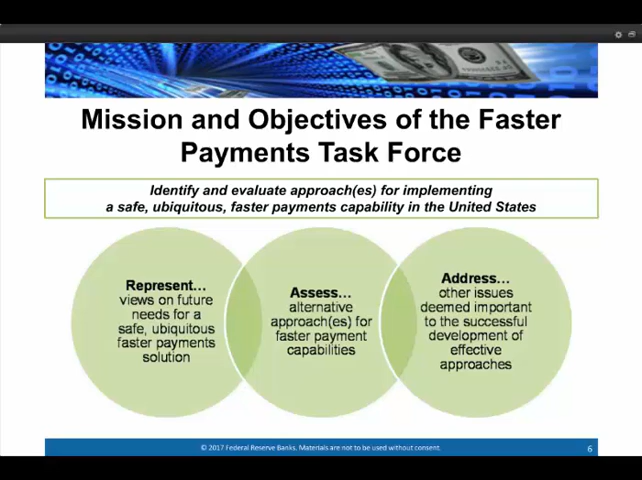 Mission and Objectives of the Faster
Payments Task Force
Identify and evaluate approach(es) for implementing
a safe, ubiquitous, faster payments capability in the United States
Represent...
views on future
needs for a
safe, ubiquitous
faster payments
solution
Assess...
alternative
approach(es) for
faster payment
capabilities
Address...
other issues
deemed important
to the successful
development of
effective
approaches
© 2017 Federal Reserve Banks. Materials are not to be used without consent.
6